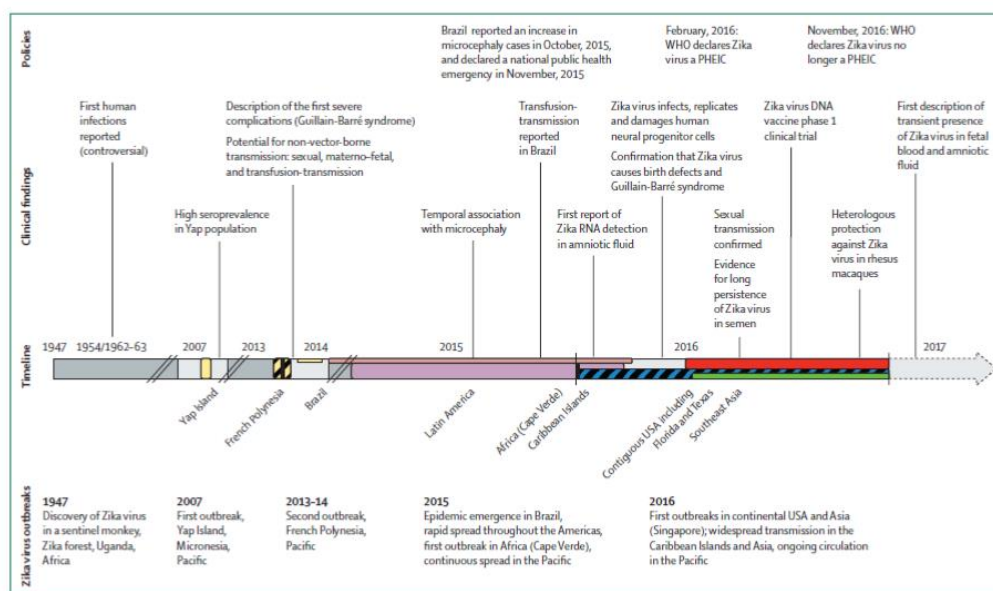 Policies
Brazil reported an increase in
microcephaly cases in October, 2015,
and declared a national public health
emergency in November, 2015
February, 2016:
WHO declares Zika
virus a PHEIC
November, 2016: WHO
declares Zika virus no
longer a PHEIC
Clinical findings
First human
infections
reported
(controversial)
Description of the first severe
complications (Guillain-Barré syndrome)
Potential for non-vector-borne
transmission: sexual, materno–fetal,
and transfusion-transmission
Transfusion-
transmission
reported
in Brazil
Zika virus infects, replicates
and damages human
neural progenitor cells
Confirmation that Zika virus
causes birth defects and
Guillain-Barré syndrome
Zika virus DNA
vaccine phase 1
clinical trial
First description of
transient presence
of Zika virus in fetal
blood and amniotic
fluid
High seroprevalence
in Yap population
Temporal association
with microcephaly
First report of
Zika RNA detection
in amniotic fluid
Sexual
transmission
confirmed
Evidence
for long
persistence
of Zika virus
in semen
Heterologous
protection
against Zika
virus in rhesus
macaques
Timeline
1947 1954/1962–63 2007 2013 2014 2015 2016 2017
Yap Island
French Polynesia
Brazil
Latin America
Africa (Cape Verde)
Caribbean Islands
Contiguous USA including
Florida and Texas
Southeast Asia
Zika virus outbreaks
1947
Discovery of Zika virus
in a sentinel monkey,
Zika forest, Uganda,
Africa
2007
First outbreak,
Yap Island,
Micronesia,
Pacific
2013–14
Second outbreak,
French Polynesia,
Pacific
2015
Epidemic emergence in Brazil,
rapid spread throughout the Americas,
first outbreak in Africa (Cape Verde),
continuous spread in the Pacific
2016
First outbreaks in continental USA and Asia
(Singapore); widespread transmission in the
Caribbean Islands and Asia, ongoing circulation
in the Pacific